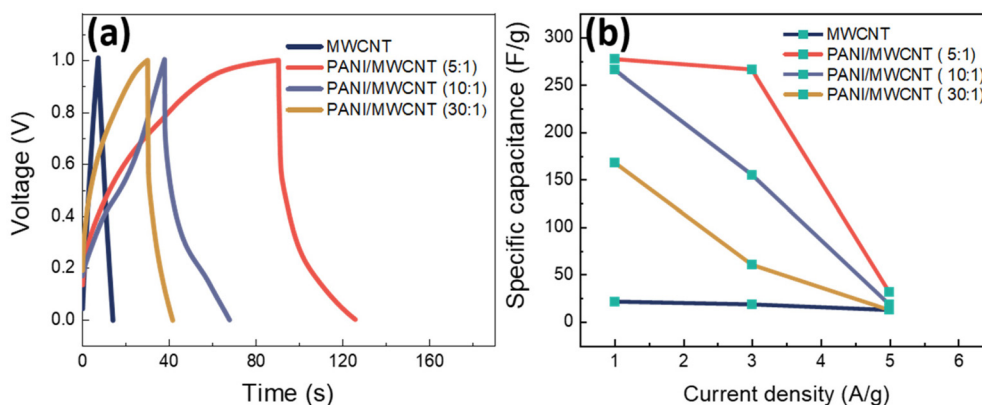 (a)
MWCNT
PANI/MWCNT (5:1)
PANI/MWCNT (10:1)
PANI/MWCNT (30:1)
Voltage (V)
1.0
0.8
0.6
0.4
0.2
0.0
0 40 80 120 160
Time (s)
(b)
MWCNT
PANI/MWCNT ( 5:1)
PANI/MWCNT ( 10:1)
PANI/MWCNT ( 30:1)
Specific capacitance (F/g)
300
250
200
150
100
50
0
1 2 3 4 5 6
Current density (A/g)